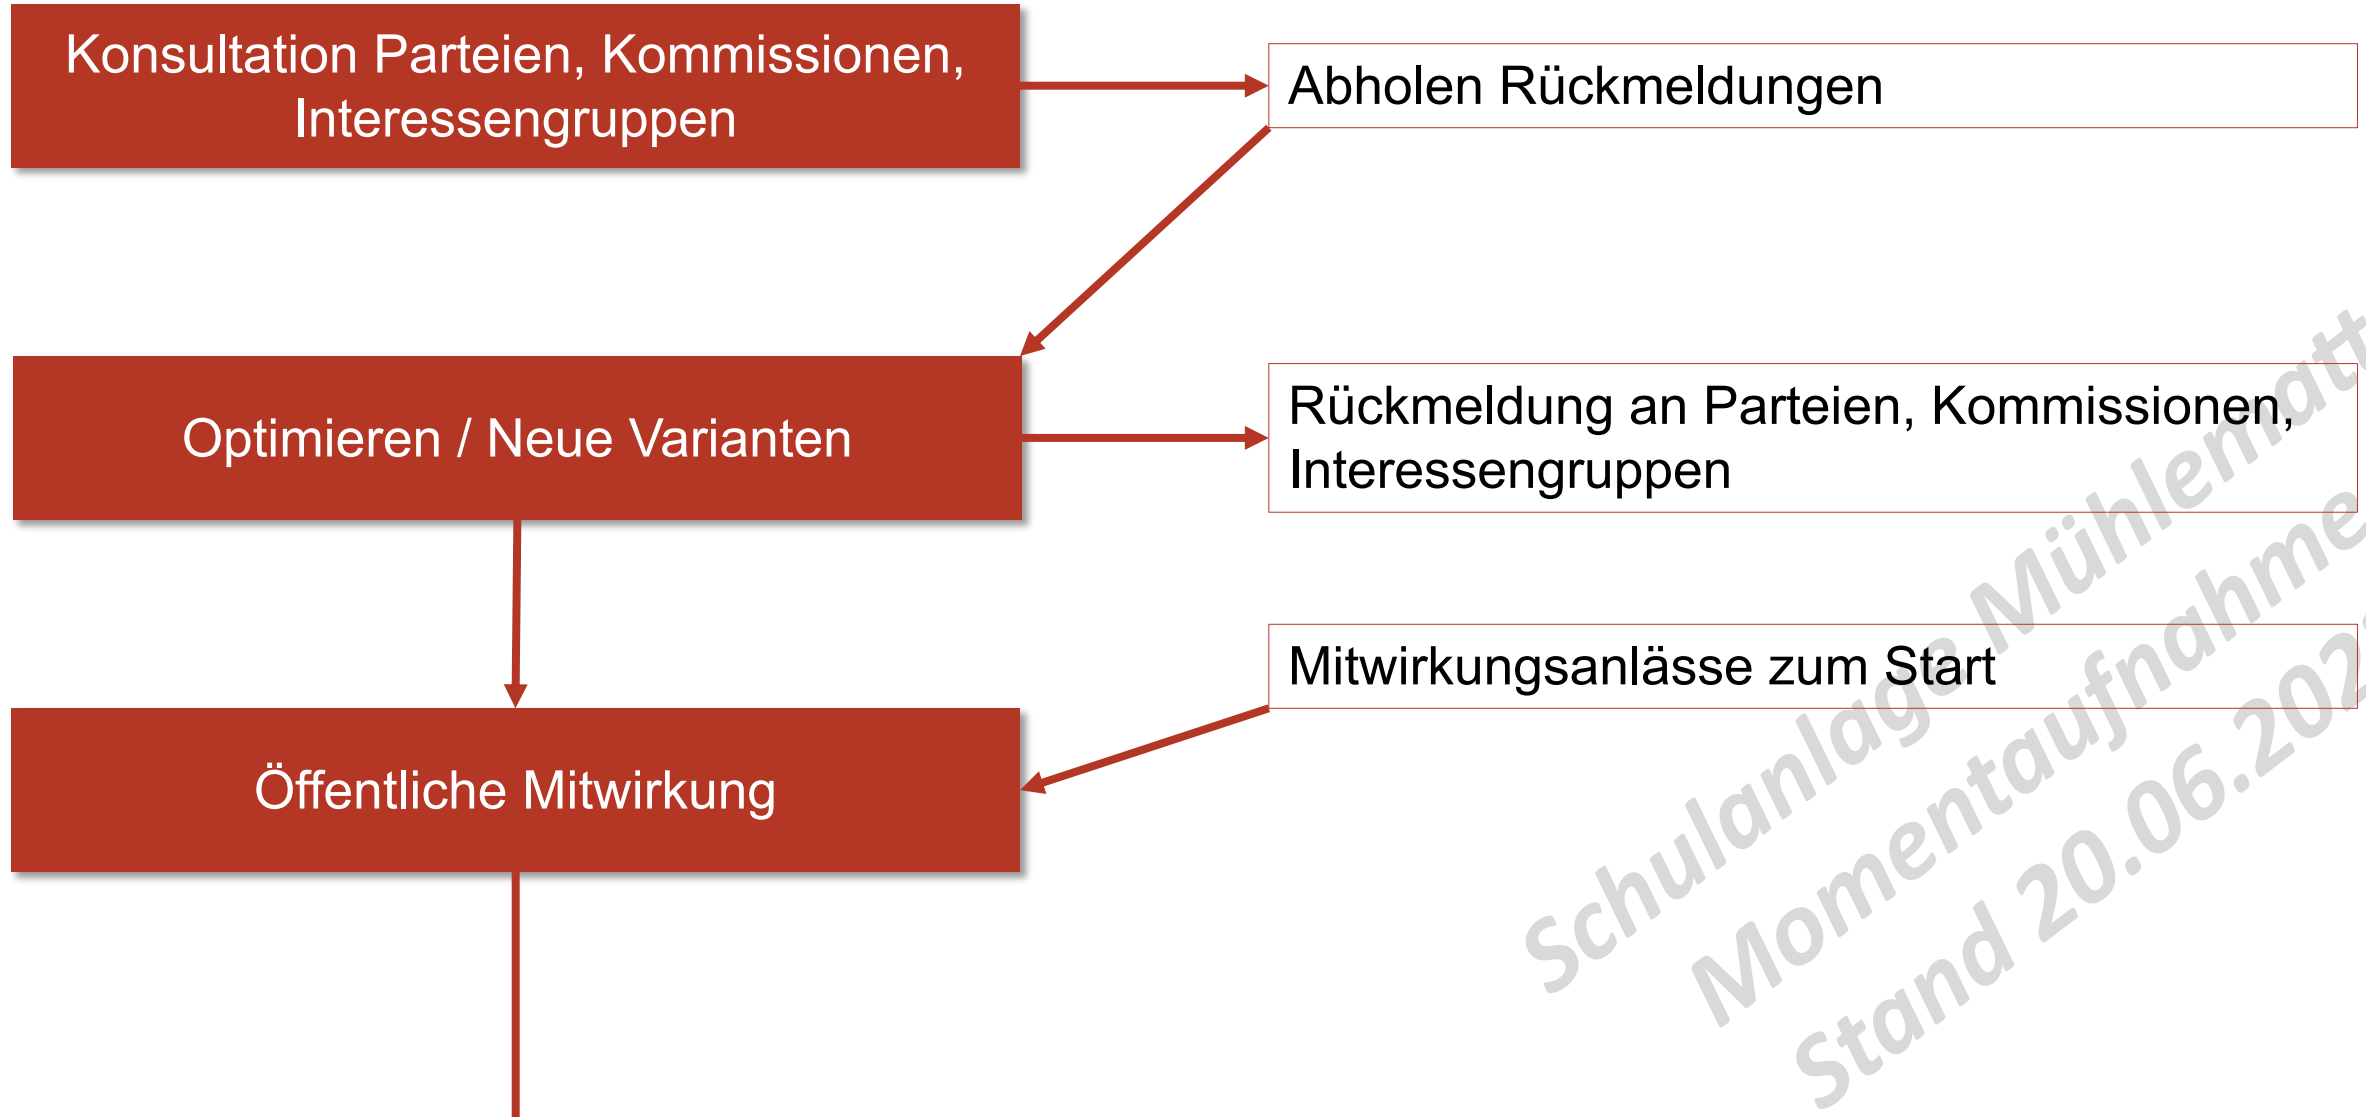 Konsultation Parteien, Kommissionen,
Interessengruppen
Abholen Rückmeldungen
Optimieren / Neue Varianten
Rückmeldung an Parteien, Kommissionen,
Interessengruppen
Mitwirkungsanlässe zum Start
Öffentliche Mitwirkung
Schulanlage Mühlematt
Momentaufnahme
Stand 20.06.202